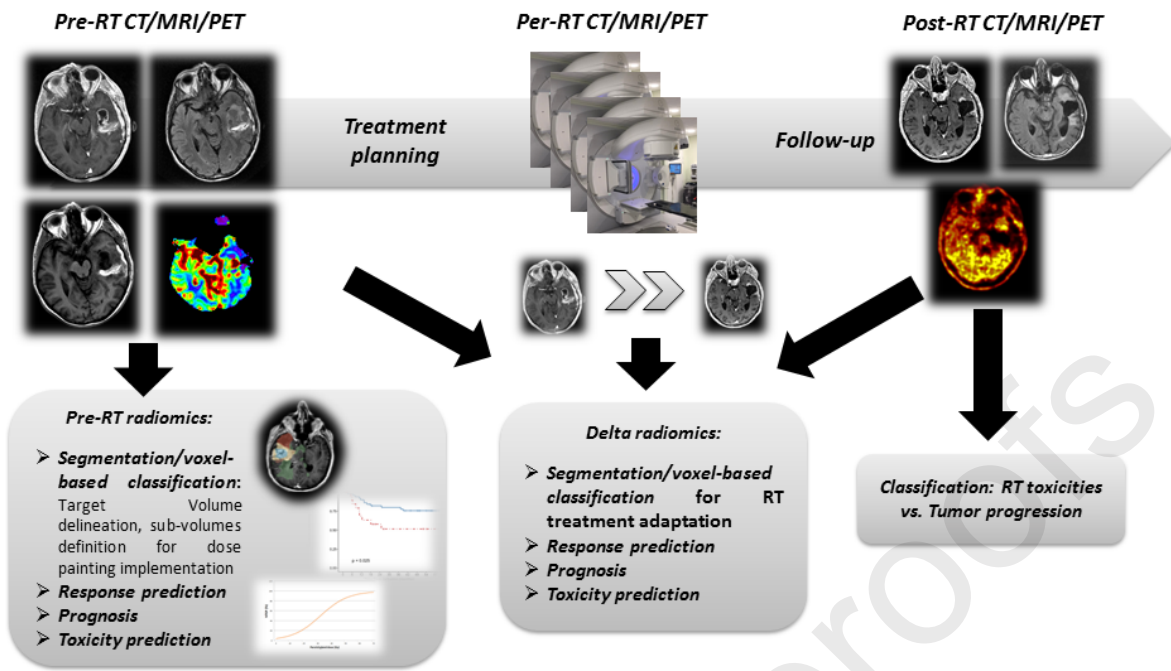 Pre-RT CT/MRI/PET
Per-RT CT/MRI/PET
Post-RT CT/MRI/PET
Treatment
planning
Follow-up
Pre-RT radiomics:
➢ Segmentation/voxel-
based classification:
Target Volume
delineation, sub-volumes
definition for dose
painting implementation
➢ Response prediction
➢ Prognosis
➢ Toxicity prediction
Delta radiomics:
➢ Segmentation/voxel-based
classification for RT
treatment adaptation
➢ Response prediction
➢ Prognosis
➢ Toxicity prediction
Classification: RT toxicities
vs. Tumor progression
roofs